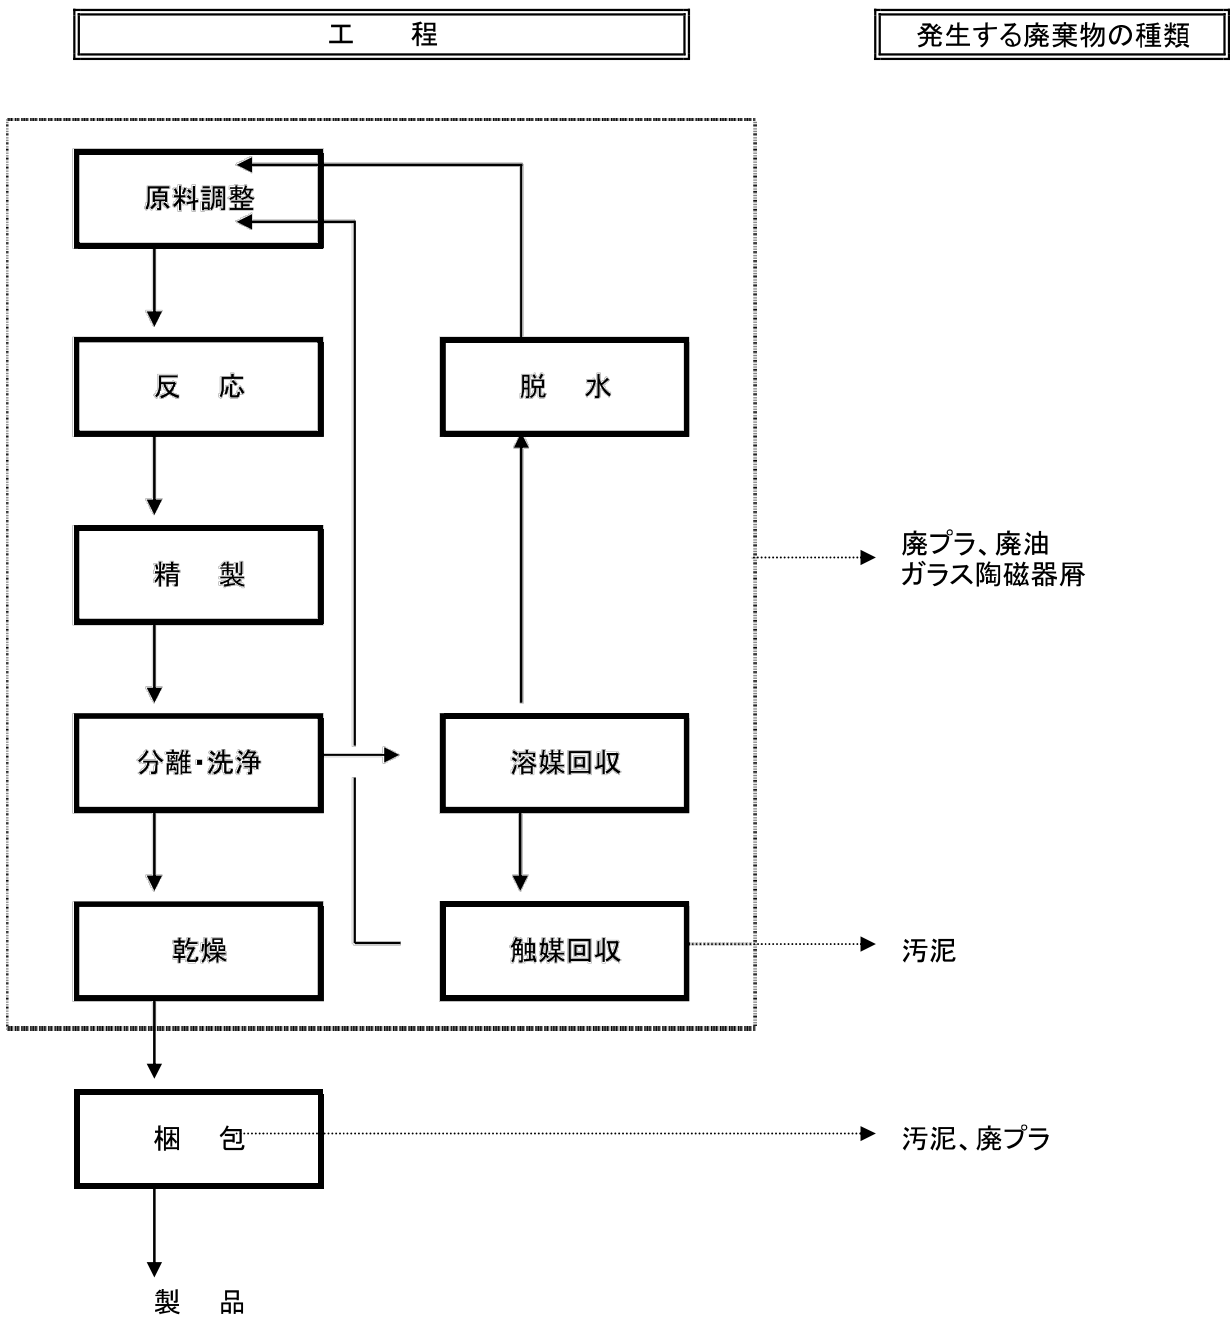 工　程
発生する廃棄物の種類
原料調整
反　応
脱　水
精　製
廃プラ、廃油
ガラス陶磁器屑
分離・洗浄
溶媒回収
乾燥
触媒回収
汚泥
梱　包
汚泥、廃プラ
製　品